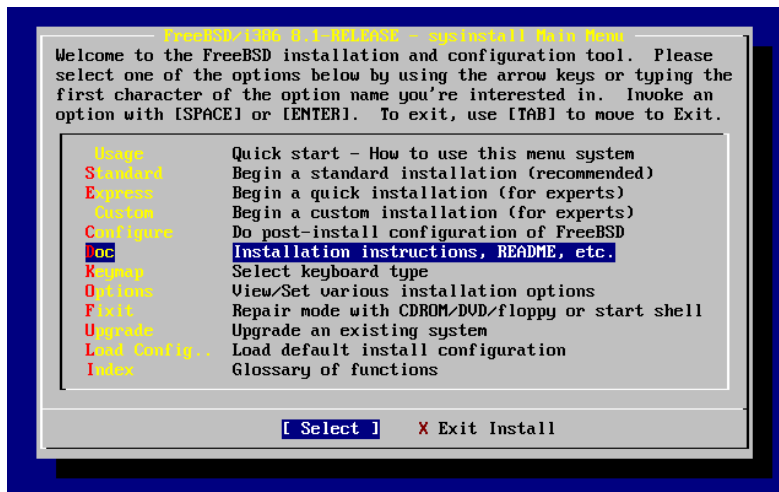 FreeBSD/i386 8.1-RELEASE - sysinstall Main Menu
Welcome to the FreeBSD installation and configuration tool.  Please
select one of the options below by using the arrow keys or typing the
first character of the option name you're interested in.  Invoke an
option with [SPACE] or [ENTER].  To exit, use [TAB] to move to Exit.
Usage Quick start - How to use this menu system
Standard Begin a standard installation (recommended)
Express Begin a quick installation (for experts)
Custom Begin a custom installation (for experts)
Configure Do post-install configuration of FreeBSD
Doc Installation instructions, README, etc.
Keymap Select keyboard type
Options View/Set various installation options
Fixit Repair mode with CDROM/DVD/floppy or start shell
Upgrade Upgrade an existing system
Load Config.. Load default install configuration
Index Glossary of functions
[ Select ] X Exit Install